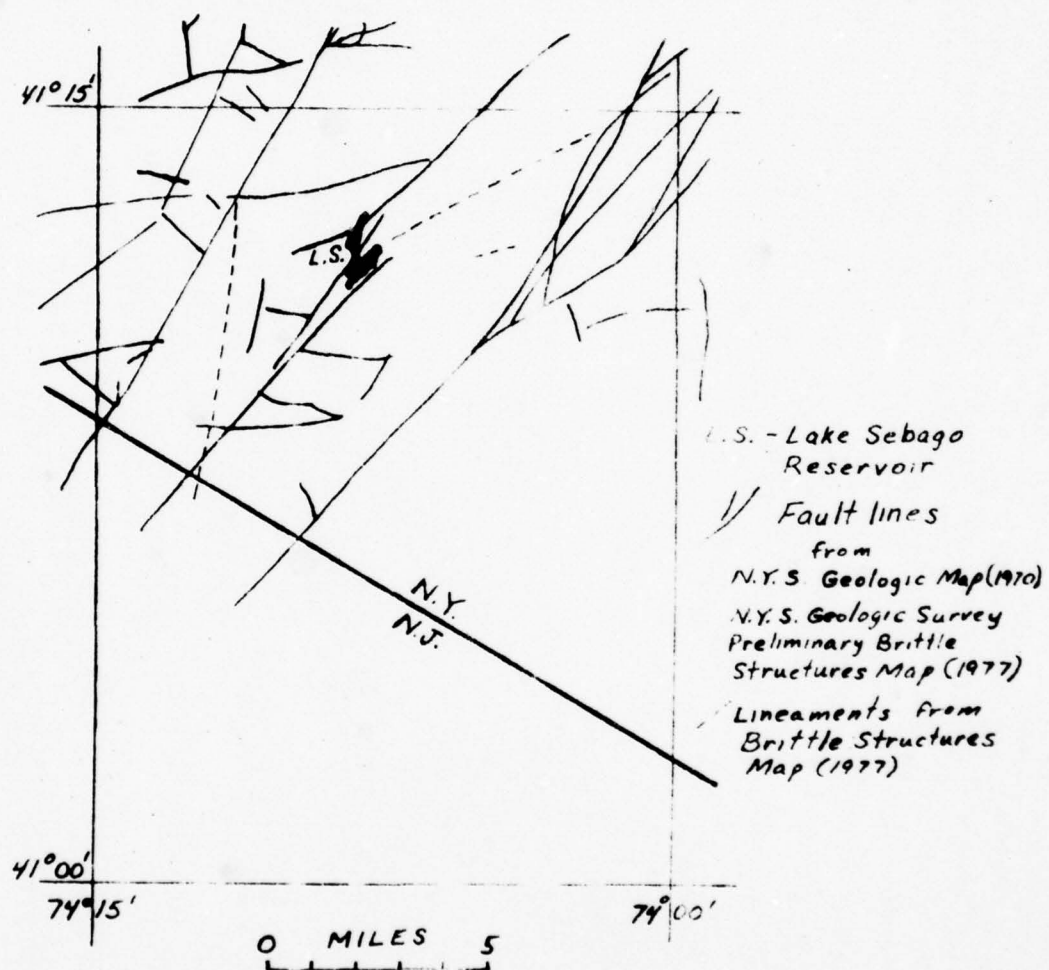 41°15'
L.S.
L.S. - Lake Sebago
Reservoir
Fault lines
from
N.Y.S. Geologic Map (1970)
N.Y.S. Geologic Survey
Preliminary Brittle
Structures Map (1977)
Lineaments from
Brittle Structures
Map (1977)
N.Y.
N.J.
41°00'
74°15'
74°00'
0 MILES 5